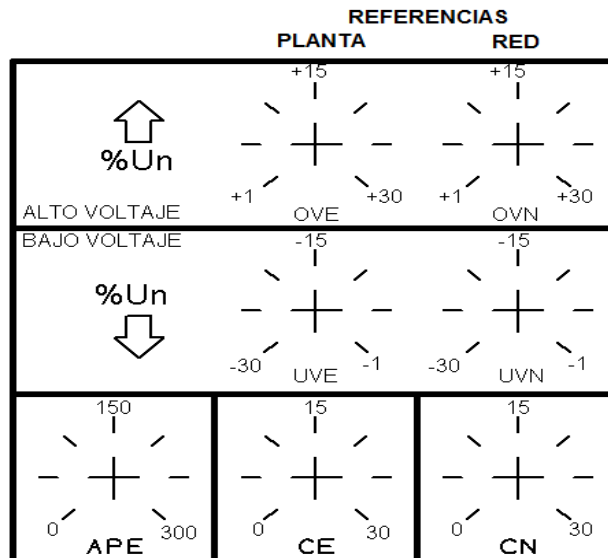 REFERENCIAS
PLANTA RED
+15 +15
%Un
+1 +30 +1 +30
ALTO VOLTAJE OVE OVN
BAJO VOLTAJE -15 -15
%Un
-30 -1 -30 -1
UVE UVN
150 15 15
0 300 0 30 0 30
APE CE CN